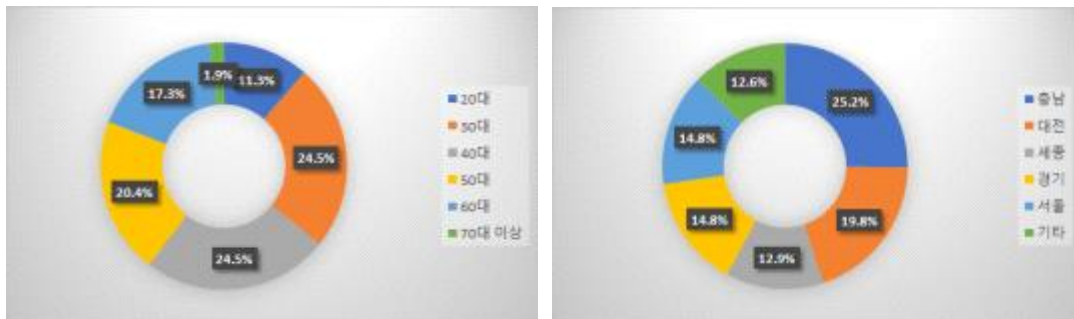 1.9%
11.3%
17.3%
24.5%
20.4%
24.5%
20대
30대
40대
50대
60대
70대 이상
12.6%
25.2%
14.8%
14.8%
19.8%
12.9%
충남
대전
세종
경기
서울
기타